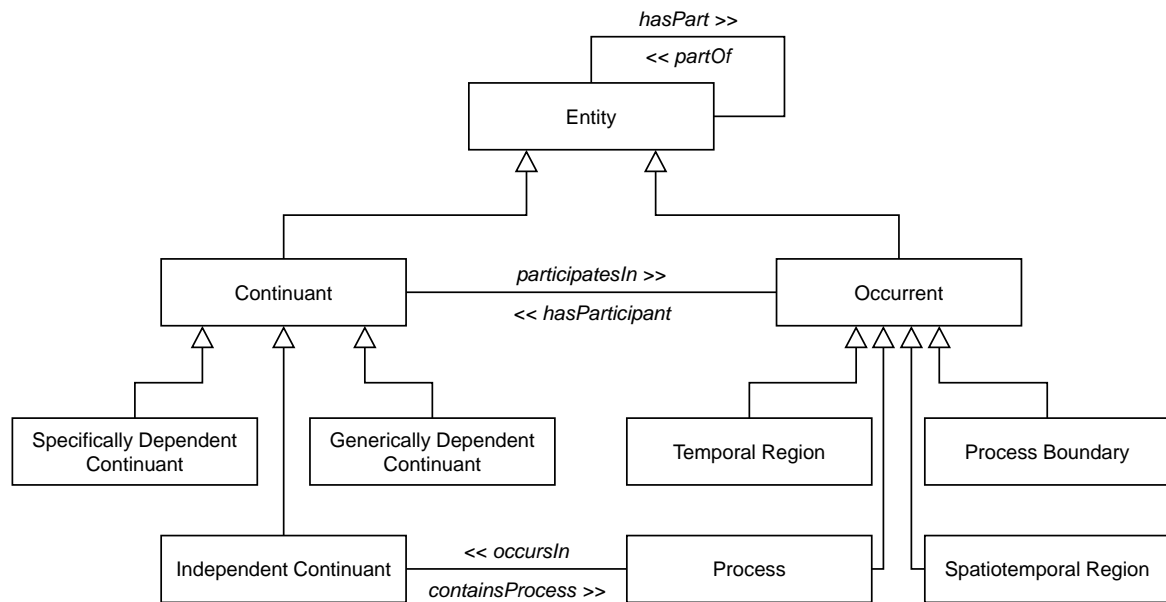 hasPart >>
<< partOf
Entity
Continuant
participatesIn >>
<< hasParticipant
Occurrent
Specifically Dependent
Continuant
Generically Dependent
Continuant
Temporal Region
Process Boundary
Independent Continuant
<< occursIn
containsProcess >>
Process
Spatiotemporal Region